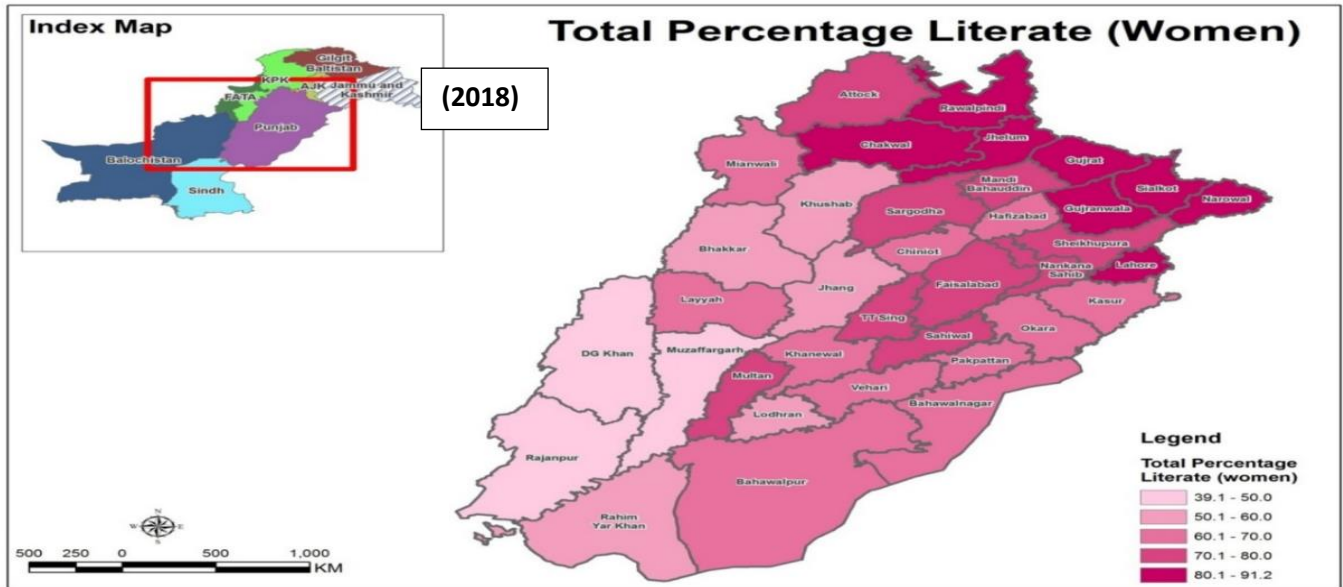 Index Map
Total Percentage Literate (Women)
(2018)
Gilgit
Baltistan
KPK
AJK
Jammu and
Kashmir
FATA
Punjab
Balochistan
Sindh
Attock
Rawalpindi
Chakwal
Jhelum
Gujrat
Mianwali
Mandi
Bahauddin
Sialkot
Khushab
Narowal
Sargodha
Hafizabad
Gujranwala
Bhakkar
Chiniot
Sheikhupura
Nankana
Sahib
Lahore
Jhang
Faisalabad
Layyah
Kasur
TT Sing
Okara
DG Khan
Muzaffargarh
Khanewal
Sahiwal
Pakpattan
Multan
Vehari
Lodhran
Bahawalnagar
Rajanpur
Bahawalpur
Rahim
Yar Khan
Legend
Total Percentage
Literate (women)
39.1 - 50.0
50.1 - 60.0
60.1 - 70.0
70.1 - 80.0
80.1 - 91.2
N
W E
S
500 250 0 500 1,000
KM